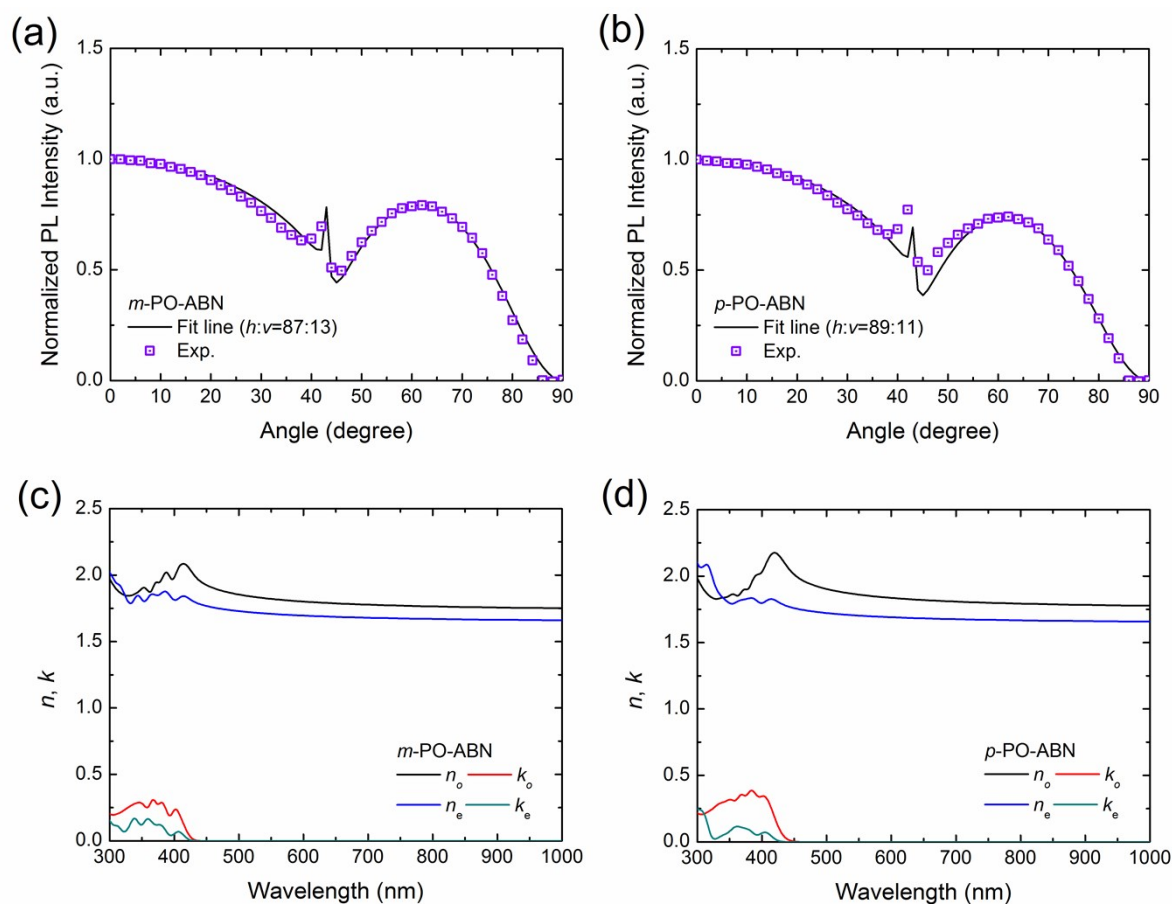 (a)
Normalized PL Intensity (a.u.)
1.5
1.0
0.5
0.0
m-PO-ABN
Fit line (h:v=87:13)
Exp.
0 10 20 30 40 50 60 70 80 90
Angle (degree)
(b)
Normalized PL Intensity (a.u.)
1.5
1.0
0.5
0.0
p-PO-ABN
Fit line (h:v=89:11)
Exp.
0 10 20 30 40 50 60 70 80 90
Angle (degree)
(c)
n, k
2.5
2.0
1.5
1.0
0.5
0.0
m-PO-ABN
nₒ kₒ
nₑ kₑ
300 400 500 600 700 800 900 1000
Wavelength (nm)
(d)
n, k
2.5
2.0
1.5
1.0
0.5
0.0
p-PO-ABN
nₒ kₒ
nₑ kₑ
300 400 500 600 700 800 900 1000
Wavelength (nm)